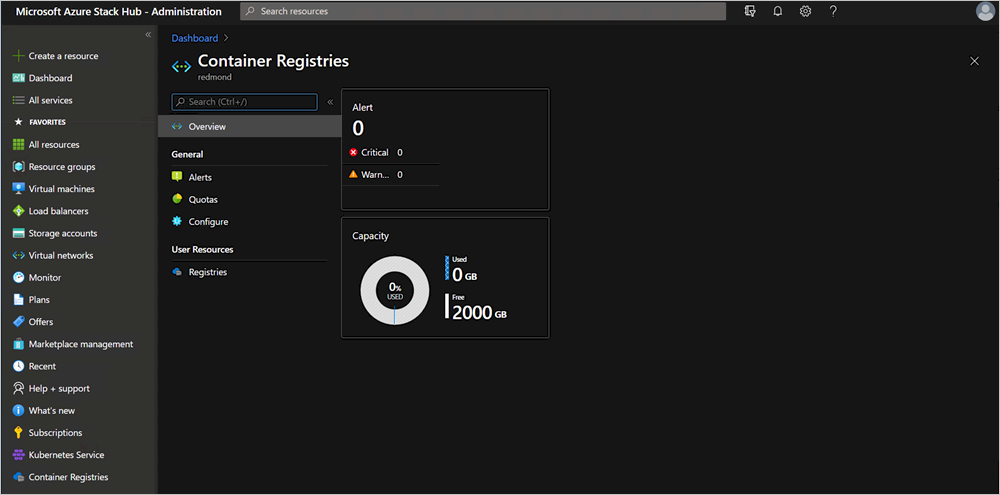 Microsoft Azure Stack Hub - Administration
Search resources
?
«
Create a resource
Dashboard
All services
FAVORITES
All resources
Resource groups
Virtual machines
Load balancers
Storage accounts
Virtual networks
Monitor
Plans
Offers
Marketplace management
Recent
Help + support
What's new
Subscriptions
Kubernetes Service
Container Registries
Dashboard >
Container Registries
redmond
Search (Ctrl+/)
«
Overview
General
Alerts
Quotas
Configure
User Resources
Registries
Alert
0
Critical 0
Warn... 0
Capacity
0%
USED
Used
0 GB
Free
2000 GB